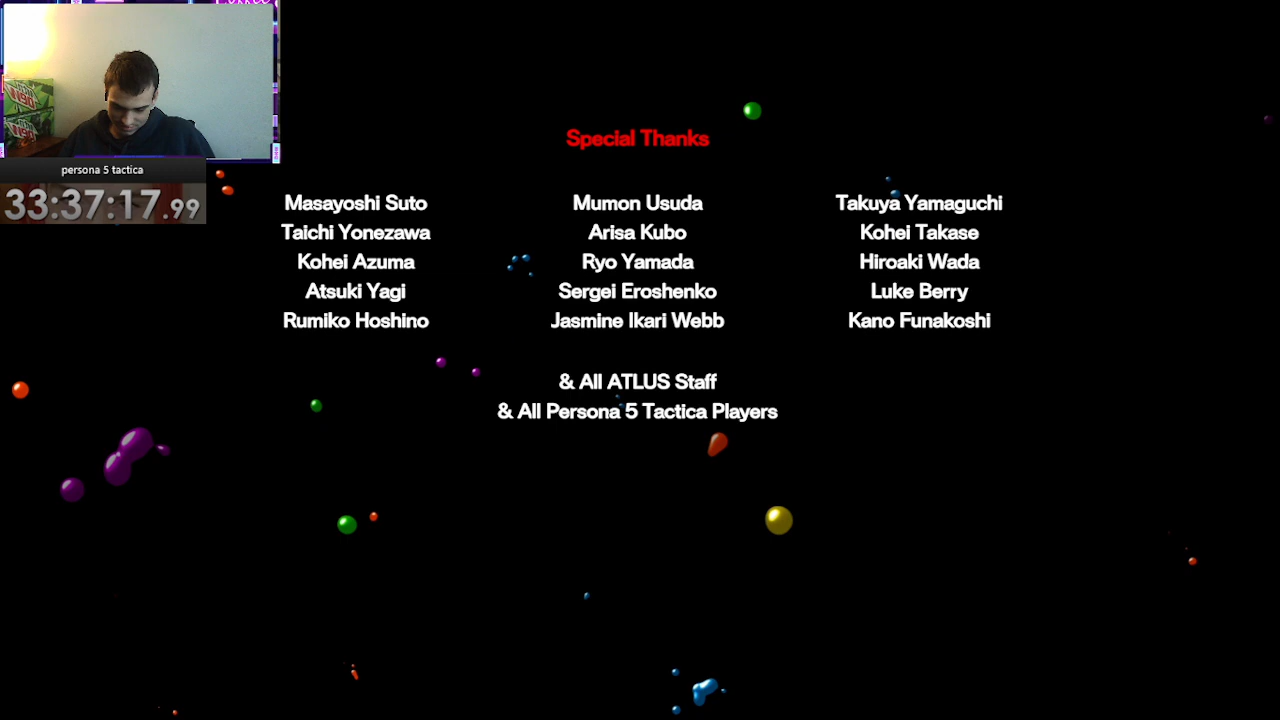 persona 5 tactica
33:37:17.99
Special Thanks
Masayoshi Suto Mumon Usuda Takuya Yamaguchi
Taichi Yonezawa Arisa Kubo Kohei Takase
Kohei Azuma Ryo Yamada Hiroaki Wada
Atsuki Yagi Sergei Eroshenko Luke Berry
Rumiko Hoshino Jasmine Ikari Webb Kano Funakoshi
& All ATLUS Staff
& All Persona 5 Tactica Players